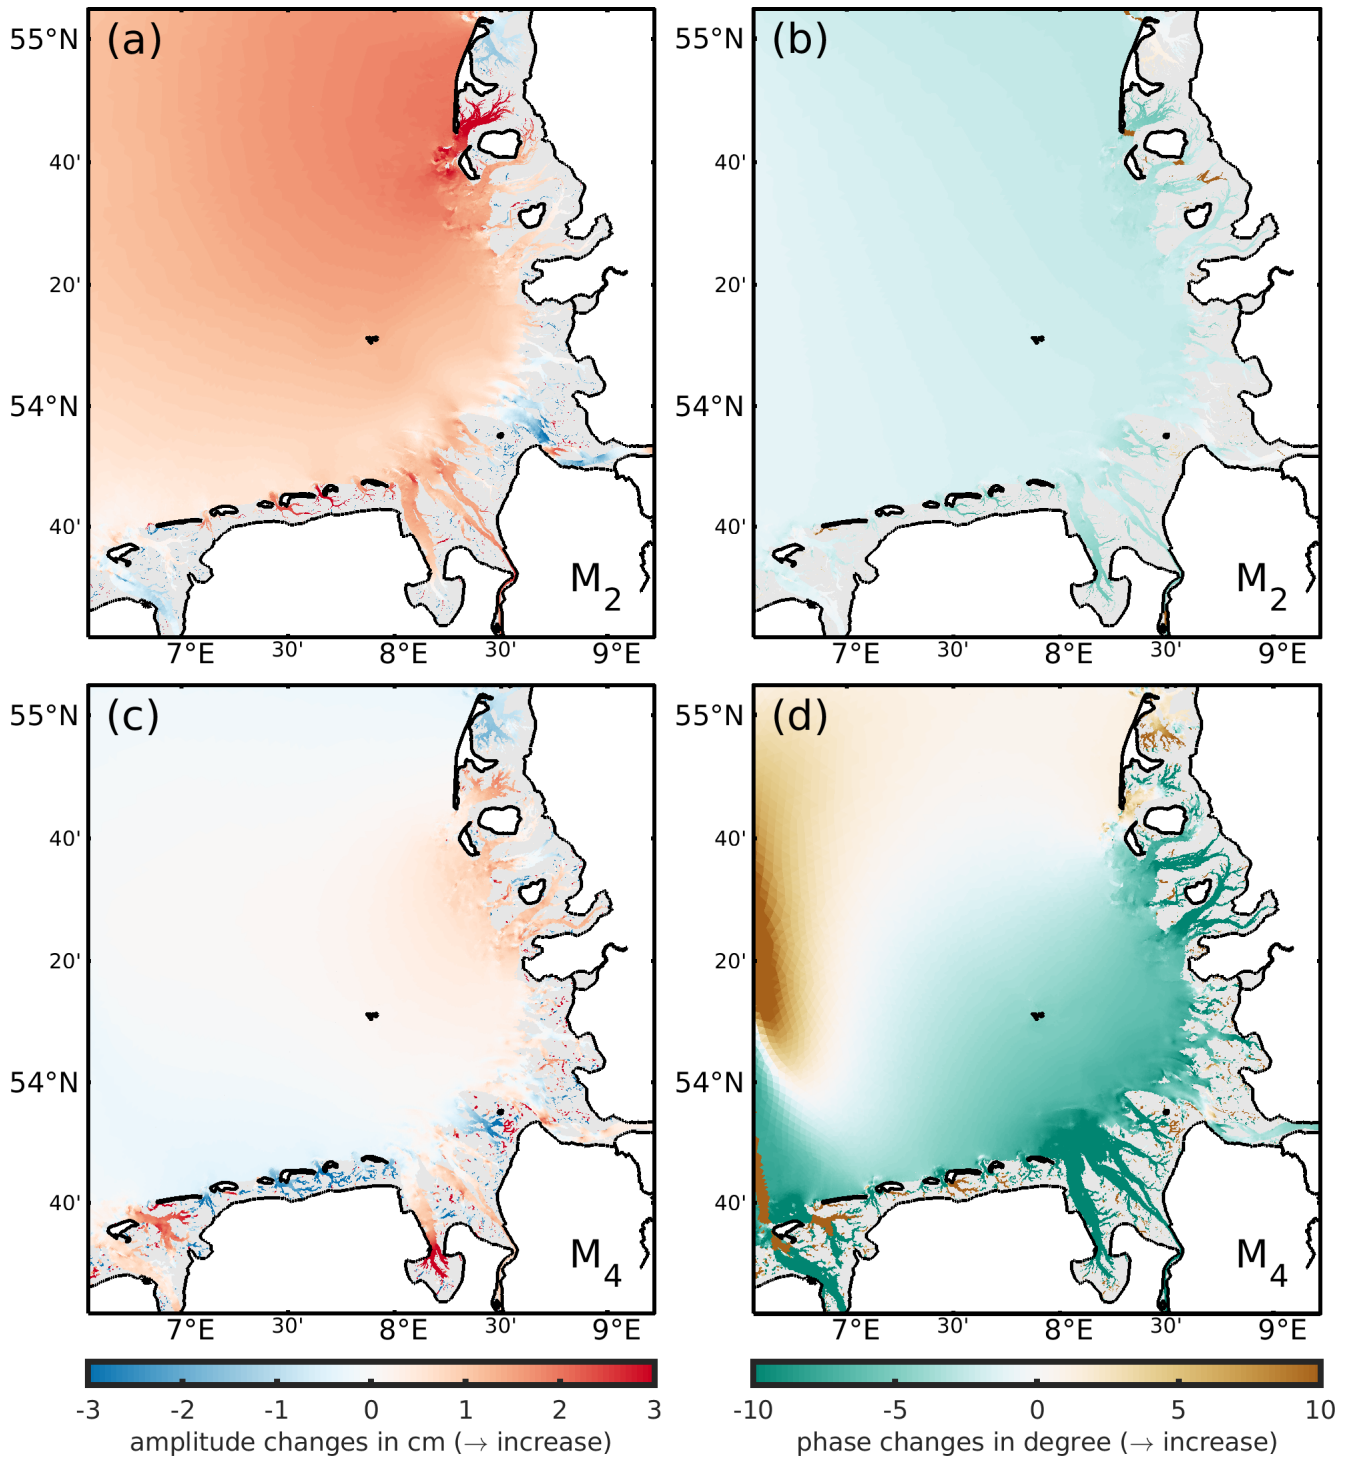 (a)
55°N
40'
20'
54°N
40'
7°E 30' 8°E 30' 9°E
M2
(b)
55°N
40'
20'
54°N
40'
7°E 30' 8°E 30' 9°E
M2
(c)
55°N
40'
20'
54°N
40'
7°E 30' 8°E 30' 9°E
M4
(d)
55°N
40'
20'
54°N
40'
7°E 30' 8°E 30' 9°E
M4
-3 -2 -1 0 1 2 3
amplitude changes in cm (→ increase)
-10 -5 0 5 10
phase changes in degree (→ increase)